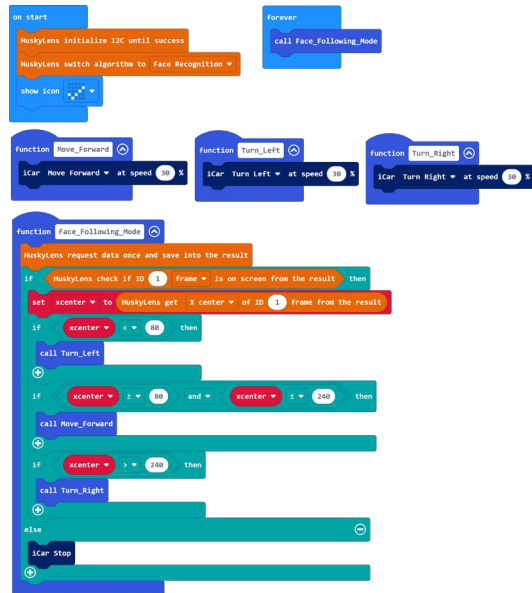 on start
HuskyLens initialize I2C until success
HuskyLens switch algorithm to Face Recognition
show icon
forever
call Face_Following_Mode
function Move_Forward
iCar Move Forward at speed 30 %
function Turn_Left
iCar Turn Left at speed 30 %
function Turn_Right
iCar Turn Right at speed 30 %
function Face_Following_Mode
HuskyLens request data once and save into the result
if HuskyLens check if ID 1 frame is on screen from the result then
set xcenter to HuskyLens get X center of ID 1 frame from the result
if xcenter < 80 then
call Turn_Left
if xcenter ≥ 80 and xcenter ≤ 240 then
call Move_Forward
if xcenter > 240 then
call Turn_Right
else
iCar Stop